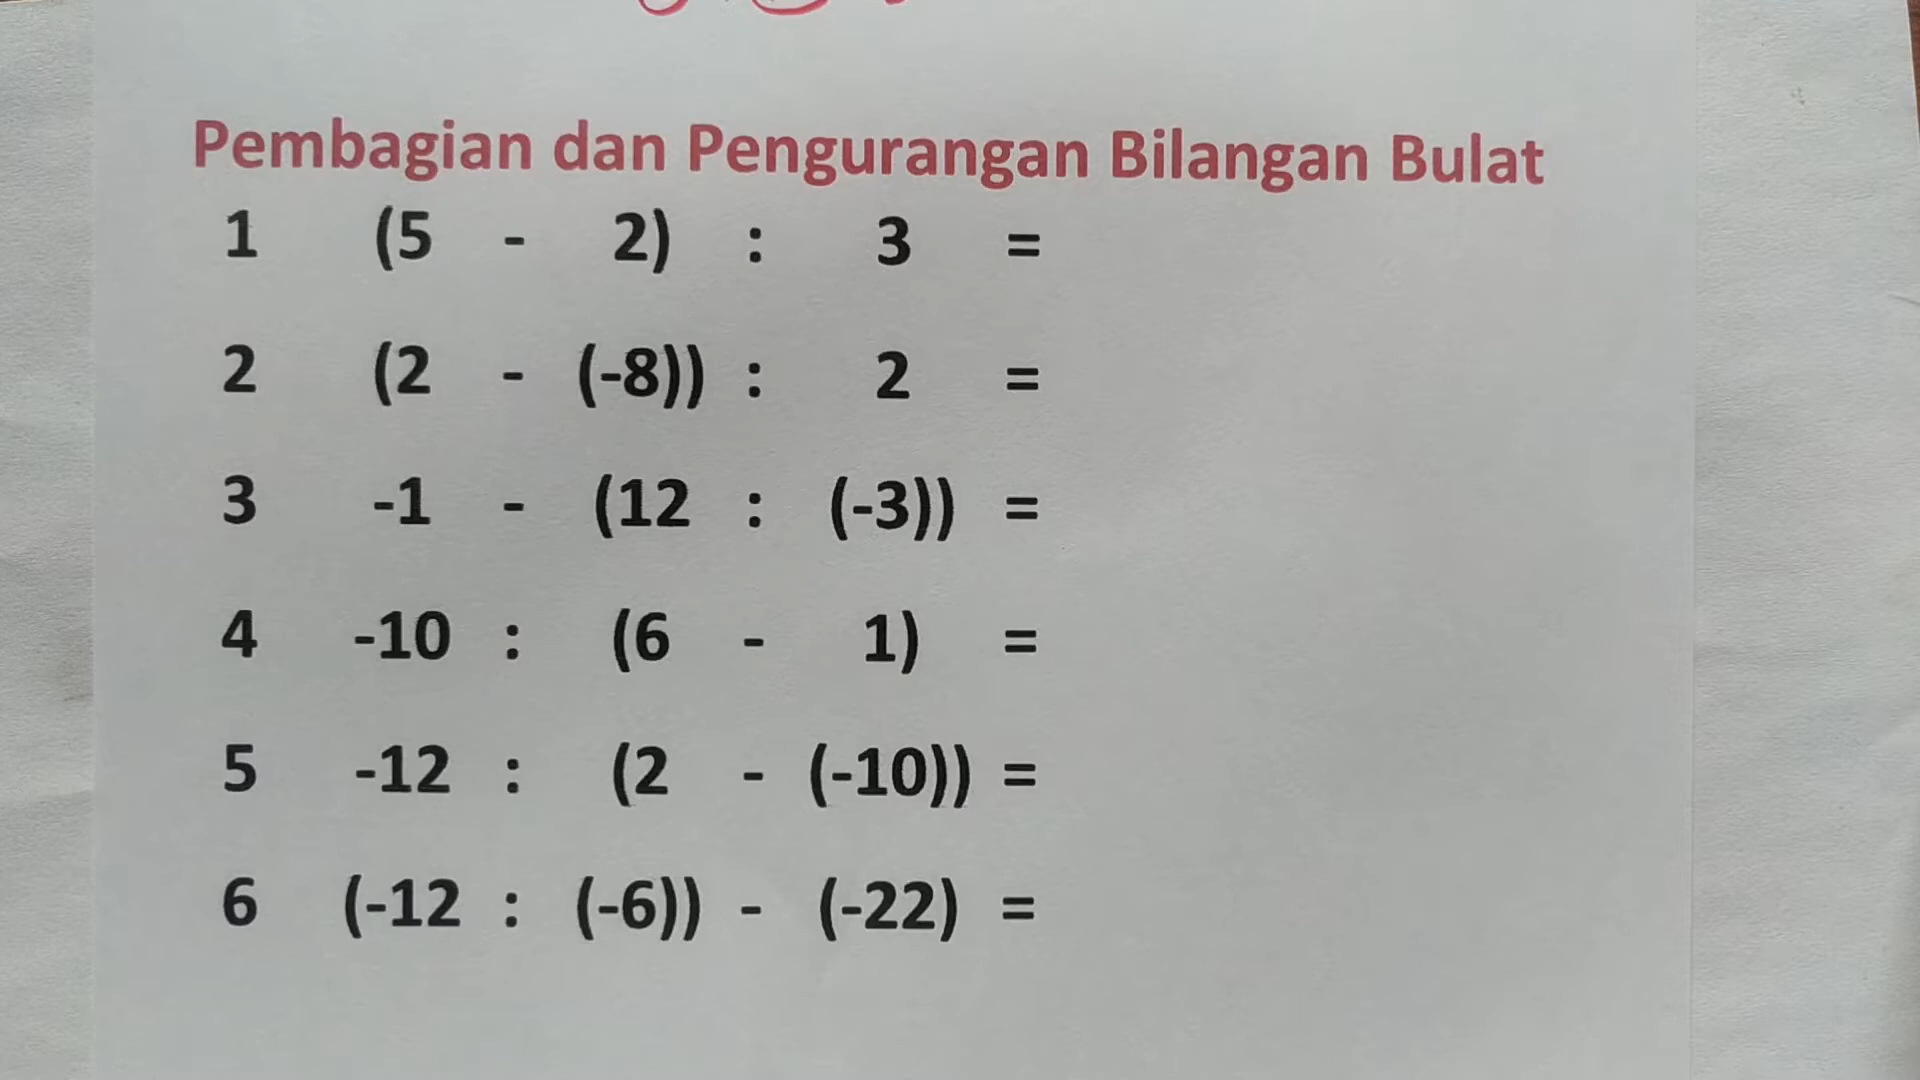 Pembagian dan Pengurangan Bilangan Bulat
1 (5 - 2) : 3 =
2 (2 - (-8)) : 2 =
3 -1 - (12 : (-3)) =
4 -10 : (6 - 1) =
5 -12 : (2 - (-10)) =
6 (-12 : (-6)) - (-22) =